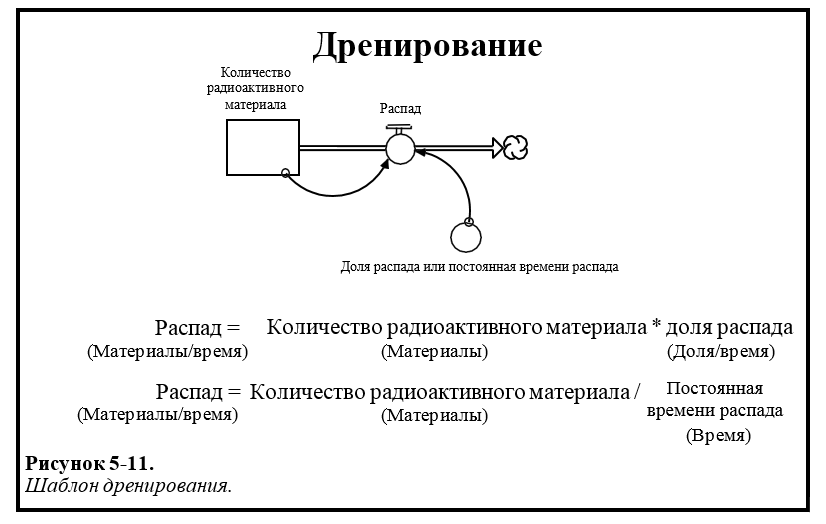 Дренирование
Количество
радиоактивного
материала
Распад
Доля распада или постоянная времени распада
Распад = Количество радиоактивного материала * доля распада
(Материалы/время) (Материалы) (Доля/время)
Распад = Количество радиоактивного материала / Постоянная
времени распада
(Материалы/время) (Материалы) (Время)
Рисунок 5-11.
Шаблон дренирования.